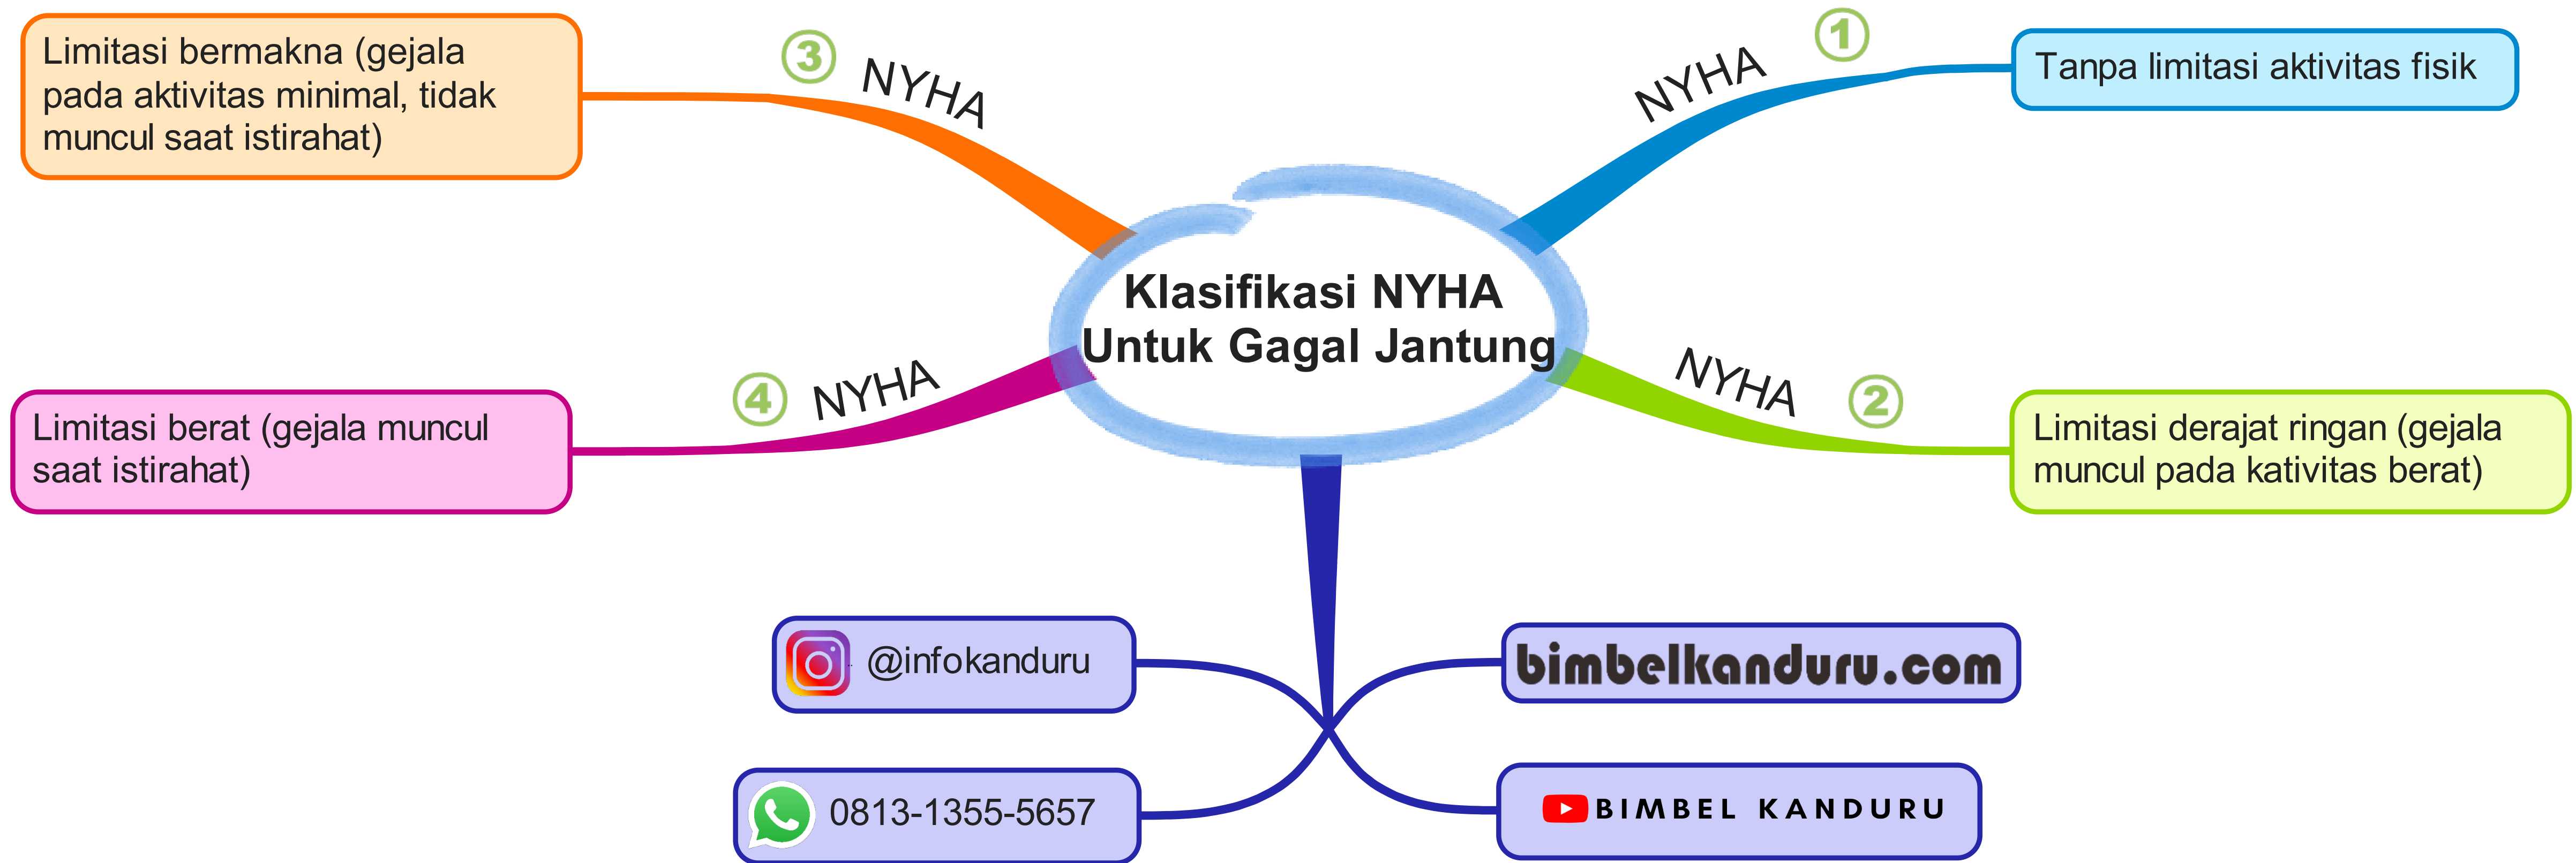 Klasifikasi NYHA
Untuk Gagal Jantung
1
NYHA
Tanpa limitasi aktivitas fisik
2
NYHA
Limitasi derajat ringan (gejala
muncul pada kativitas berat)
3
NYHA
Limitasi bermakna (gejala
pada aktivitas minimal, tidak
muncul saat istirahat)
4
NYHA
Limitasi berat (gejala muncul
saat istirahat)
@infokanduru
bimbelkanduru.com
0813-1355-5657
BIMBEL KANDURU